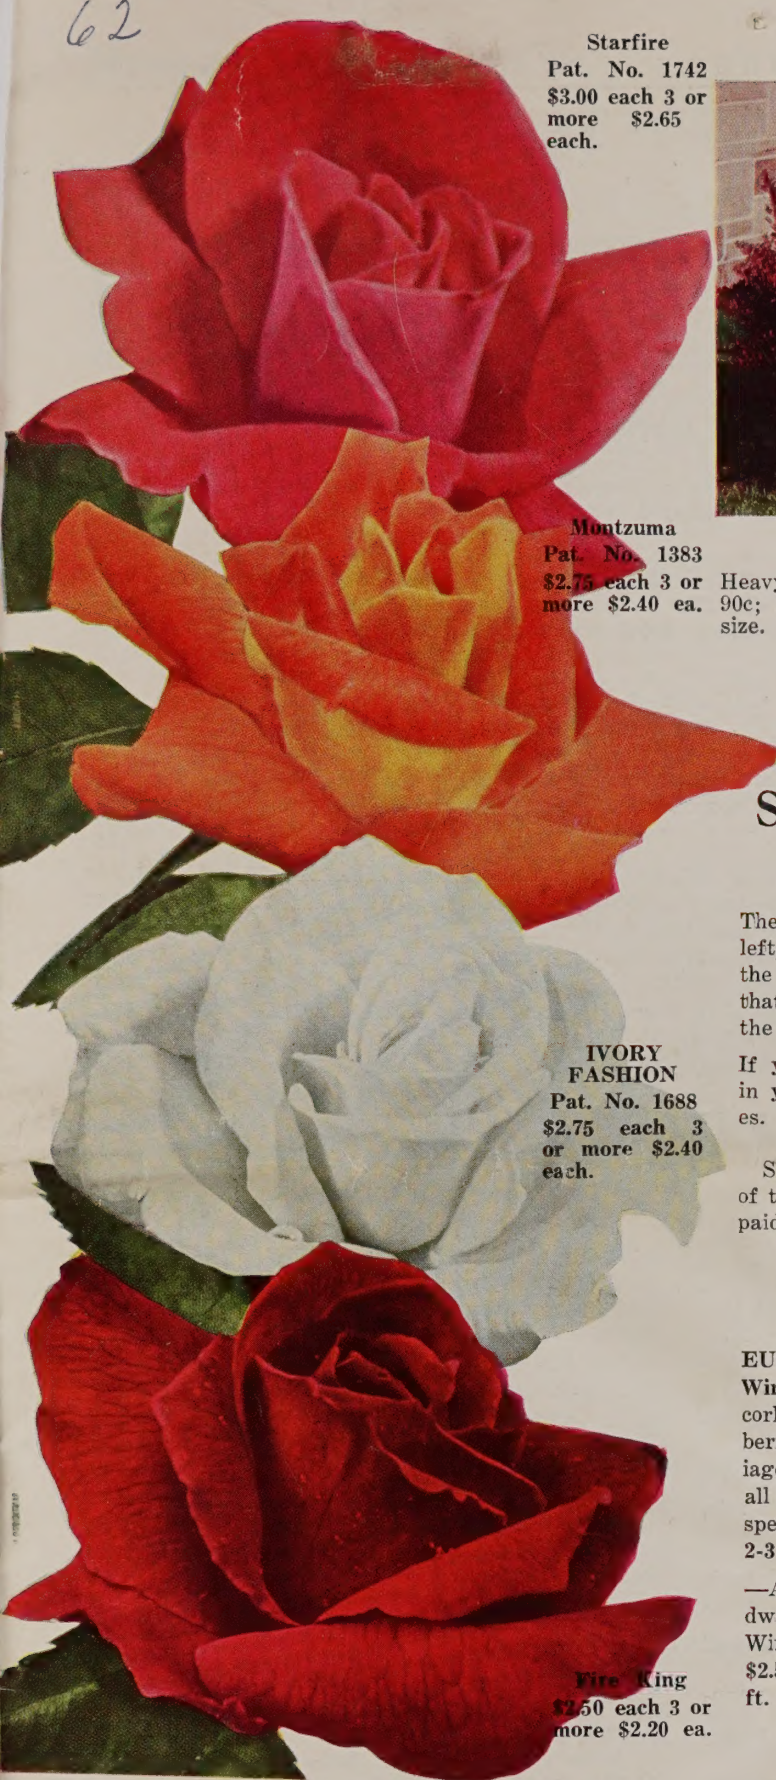 62
Starfire
Pat. No. 1742
$3.00 each 3 or
more $2.65
each.
Montzuma
Pat. No. 1383
$2.75 each 3 or
more $2.40 ea.
Heavy
90c;
size.
S
The
left
the
that
the
If y
in y
es.
S
of t
paid
IVORY
FASHION
Pat. No. 1688
$2.75 each 3
or more $2.40
each.
EU
Win
cork
ber
iage
all
spe
2-3
—A
dw
Win
$2.5
ft.
Fire King
$2.50 each 3 or
more $2.20 ea.